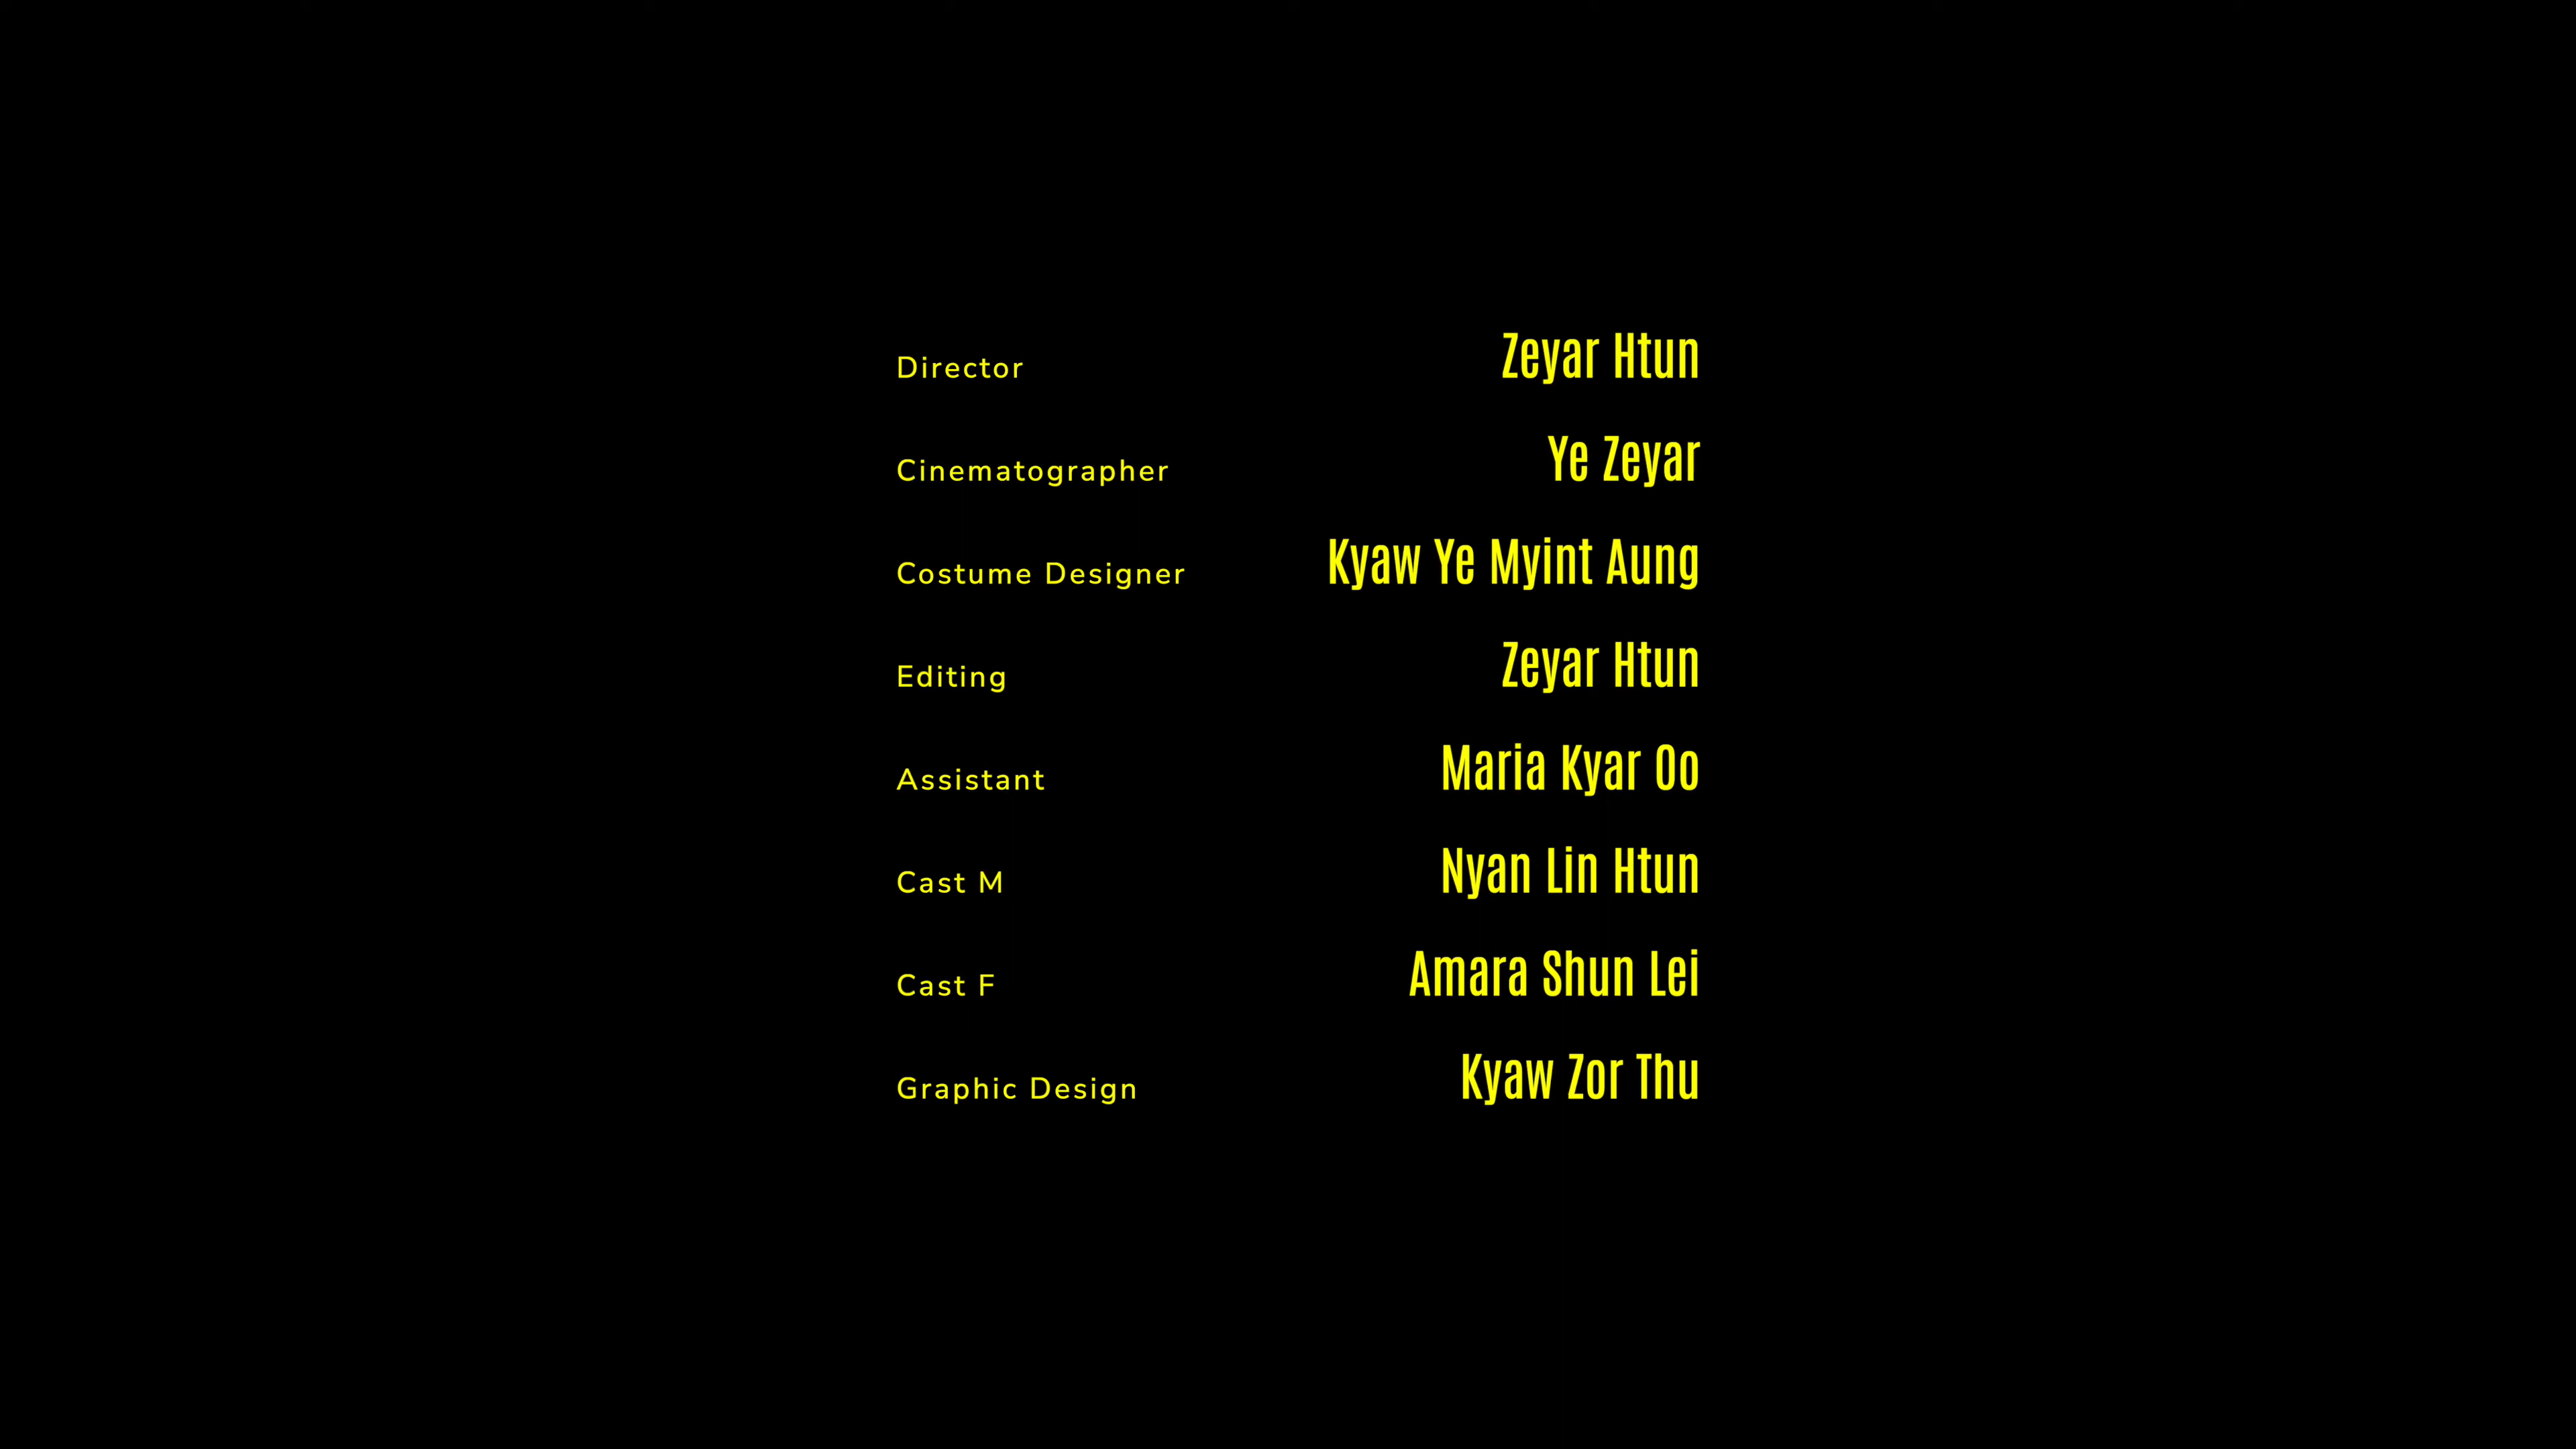 Director Zeyar Htun
Cinematographer Ye Zeyar
Costume Designer Kyaw Ye Myint Aung
Editing Zeyar Htun
Assistant Maria Kyar Oo
Cast M Nyan Lin Htun
Cast F Amara Shun Lei
Graphic Design Kyaw Zor Thu